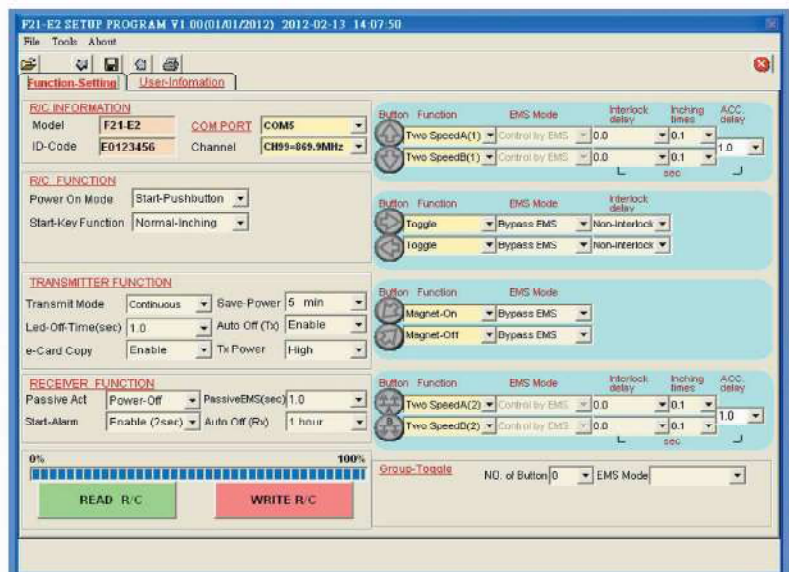 F21-E2 SETUP PROGRAM V1.00(01/01/2012) 2012-02-13 14:07:50
File Tools About
Function-Setting User-Infomation
R/C INFORMATION
Model F21-E2 COM PORT COM5
ID-Code E0123456 Channel CH99=869.9MHz
R/C FUNCTION
Power On Mode Start-Pushbutton
Start-Key Function Normal-Inching
TRANSMITTER FUNCTION
Transmit Mode Continuous Save-Power 5 min
Led-Off-Time(sec) 1.0 Auto Off (Tx) Enable
e-Card Copy Enable Tx Power High
RECEIVER FUNCTION
Passive Act Power-Off PassiveEMS(sec) 1.0
Start-Alarm Enable (2sec) Auto Off (Rx) 1 hour
0% 100%
READ R/C WRITE R/C
Button Function EMS Mode Interlock delay Inching times ACC. delay
Two SpeedA(1) Control by EMS 0.0 0.1 1.0
Two SpeedB(1) Control by EMS 0.0 0.1
sec
Button Function EMS Mode Interlock delay
Toggle Bypass EMS Non-Interlock
Toggle Bypass EMS Non-Interlock
Button Function EMS Mode
Magnet-On Bypass EMS
Magnet-Off Bypass EMS
Button Function EMS Mode Interlock delay Inching times ACC. delay
Two SpeedA(2) Control by EMS 0.0 0.1 1.0
Two SpeedB(2) Control by EMS 0.0 0.1
sec
Group-Toggle NO. of Button 0 EMS Mode